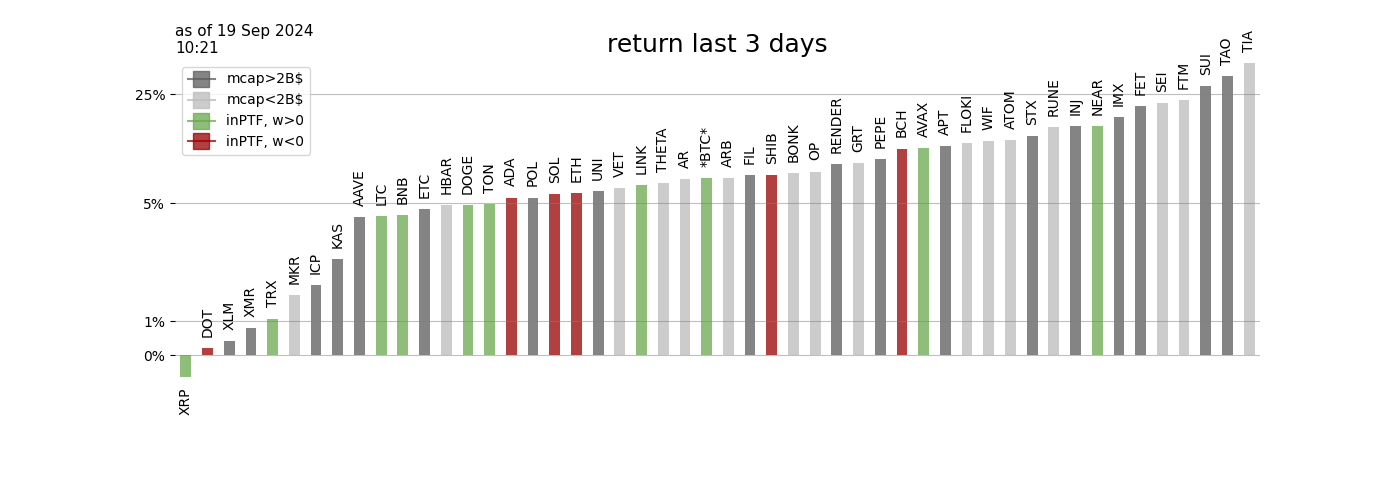 as of 19 Sep 2024
10:21
return last 3 days
mcap>2B$
mcap<2B$
inPTF, w>0
inPTF, w<0
25%
5%
1%
0%
XRP
DOT
XLM
XMR
TRX
MKR
ICP
KAS
AAVE
LTC
BNB
ETC
HBAR
DOGE
TON
ADA
POL
SOL
ETH
UNI
VET
LINK
THETA
AR
*BTC*
ARB
FIL
SHIB
BONK
OP
RENDER
GRT
PEPE
BCH
AVAX
APT
FLOKI
WIF
ATOM
STX
RUNE
INJ
NEAR
IMX
FET
SEI
FTM
SUI
TAO
TIA